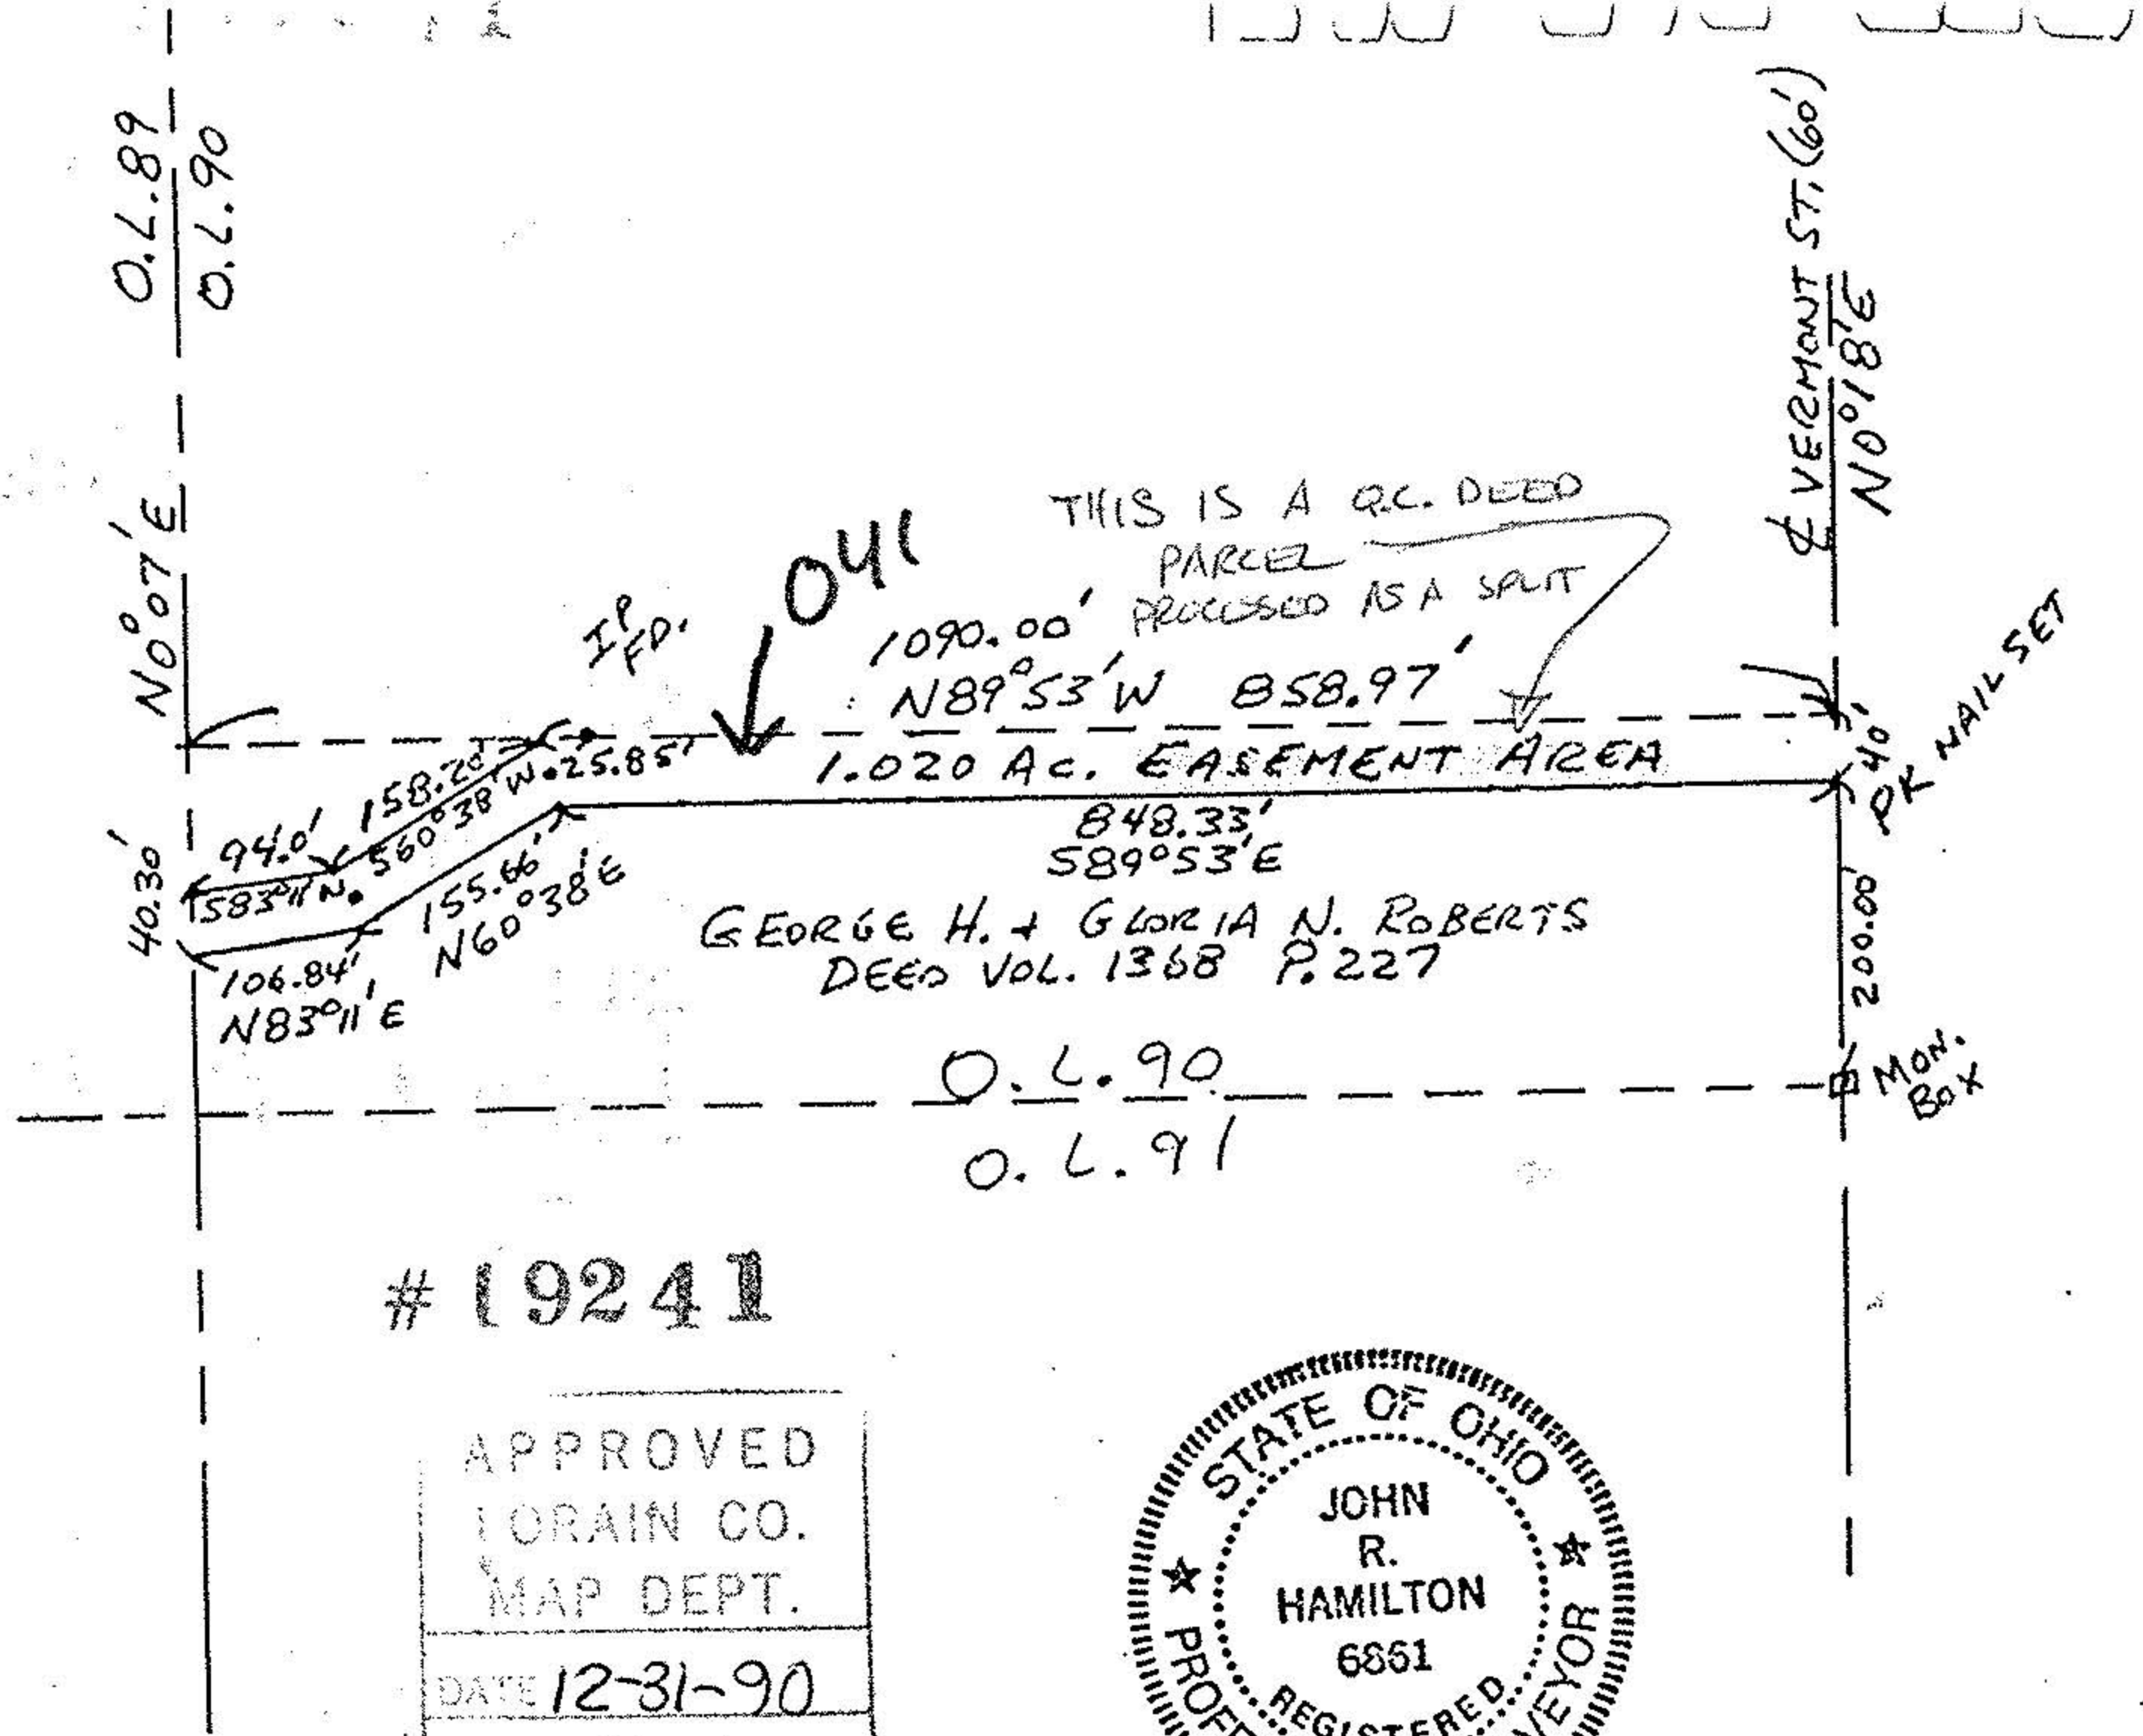 O.L.89
O.L.90
₵ VERMONT ST. (60')
N0°18'E
N0°07'E
THIS IS A Q.C. DEED
PARCEL
PROCESSED AS A SPLIT
041
I.P. FD.
1090.00'
N89°53'W 858.97'
40'
PK NAIL SET
1.020 AC. EASEMENT AREA
158.20'
S60°38'W
25.85'
94.0'
S83°11'W
40.30'
848.33'
S89°53'E
155.66'
N60°38'E
106.84'
N83°11'E
GEORGE H. + GLORIA N. ROBERTS
DEED VOL. 1368 P. 227
200.00'
O.L.90
MON.
BOX
O.L.91
#19241
APPROVED
LORAIN CO.
MAP DEPT.
DATE 12-31-90
STATE OF OHIO
JOHN
R.
HAMILTON
6861
REGISTERED